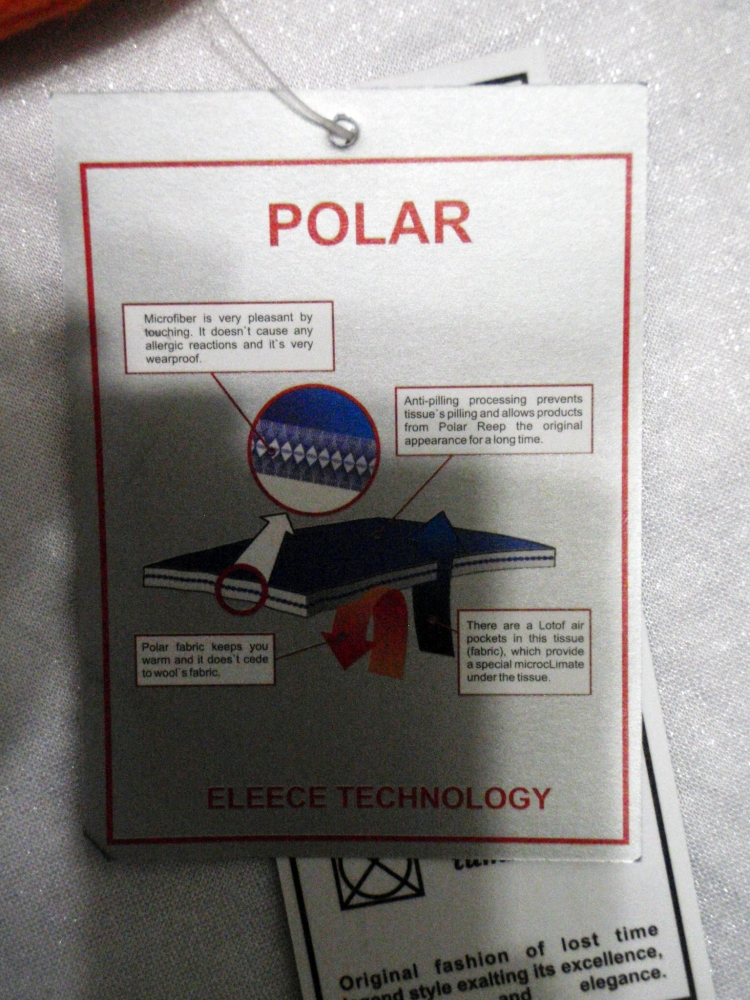 POLAR
Microfiber is very pleasant by
touching. It doesn`t cause any
allergic reactions and it`s very
wearproof.
Anti-pilling processing prevents
tissue`s pilling and allows products
from Polar Reep the original
appearance for a long time.
Polar fabric keeps you
warm and it does`t cede
to wool`s fabric,
There are a Lotof air
pockets in this tissue
(fabric), which provide
a special microcLimate
under the tissue.
ELEECE TECHNOLOGY
Original fashion of lost time
style exalting its excellence,
and elegance.